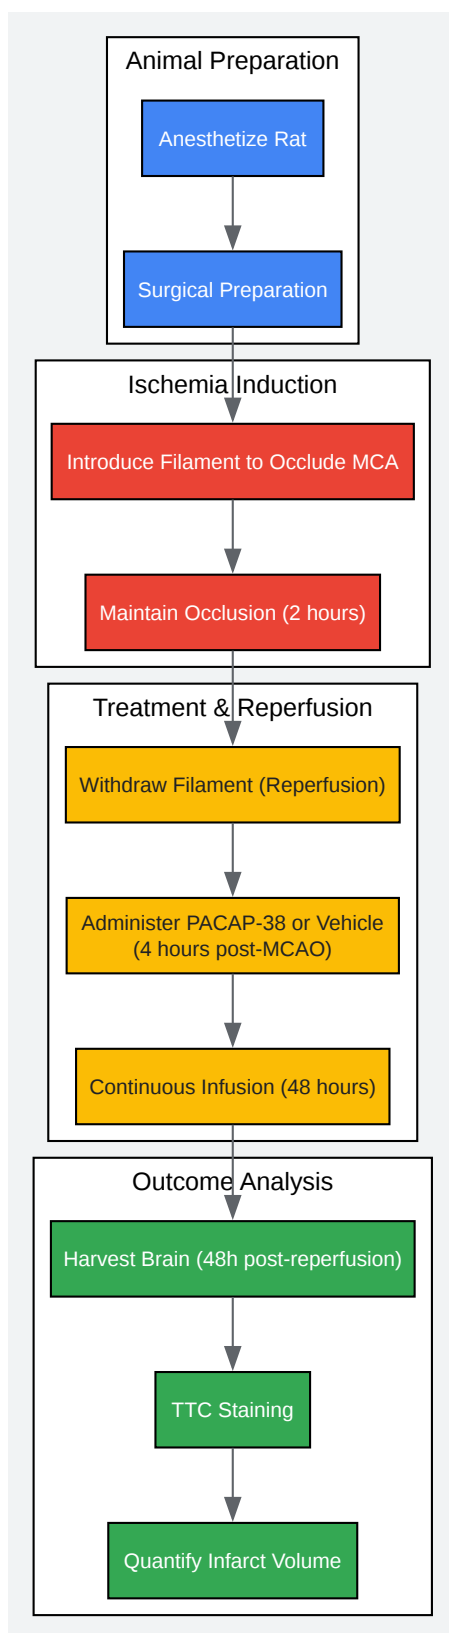 Animal Preparation
Anesthetize Rat
Surgical Preparation
Ischemia Induction
Introduce Filament to Occlude MCA
Maintain Occlusion (2 hours)
Treatment & Reperfusion
Withdraw Filament (Reperfusion)
Administer PACAP-38 or Vehicle
(4 hours post-MCAO)
Continuous Infusion (48 hours)
Outcome Analysis
Harvest Brain (48h post-reperfusion)
TTC Staining
Quantify Infarct Volume